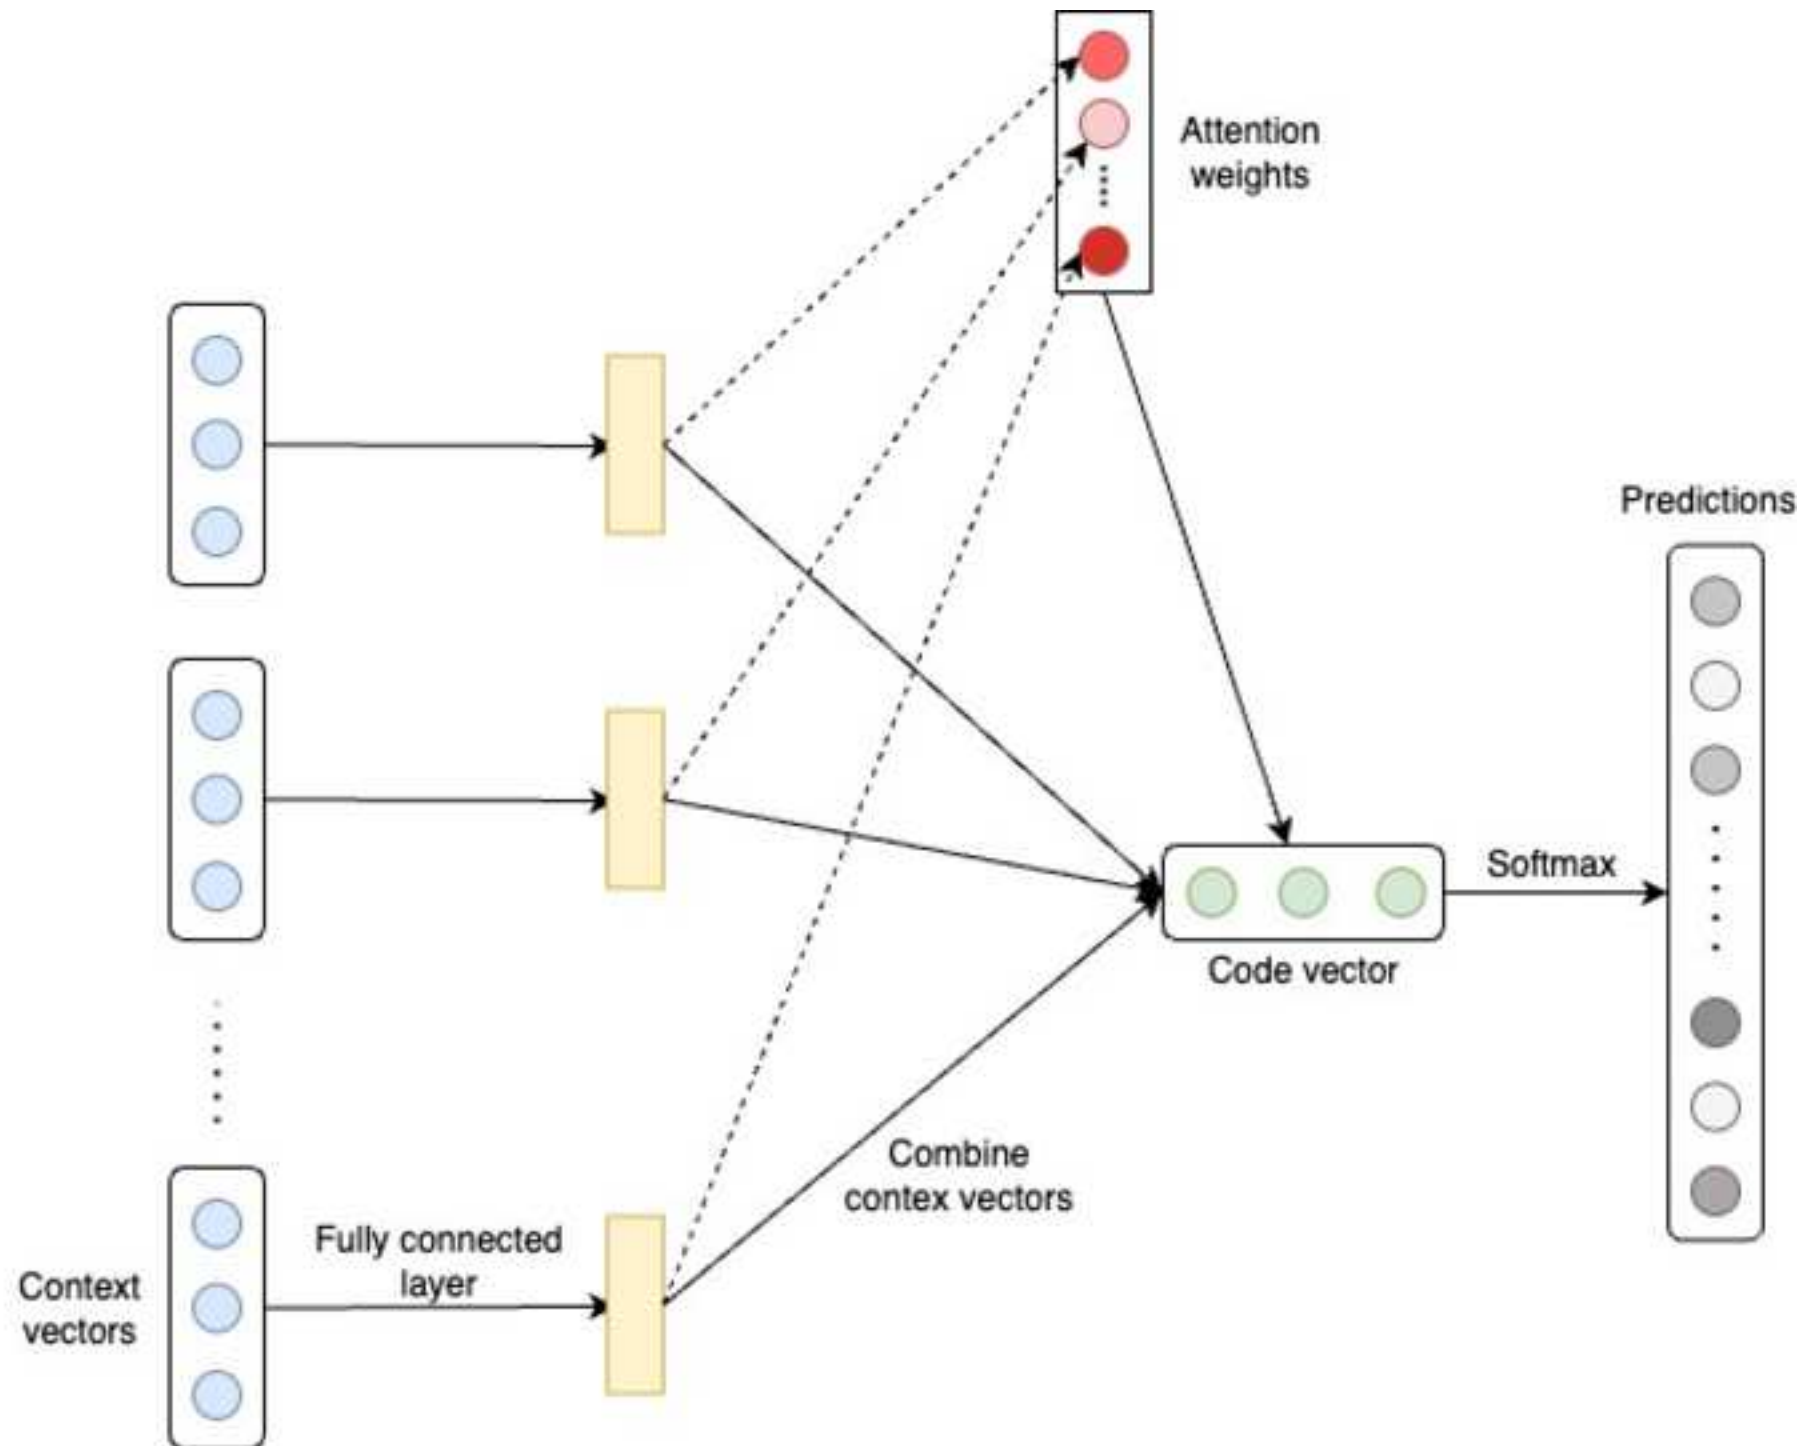 Attention
weights
Predictions
Softmax
Code vector
Combine
contex vectors
Fully connected
layer
Context
vectors